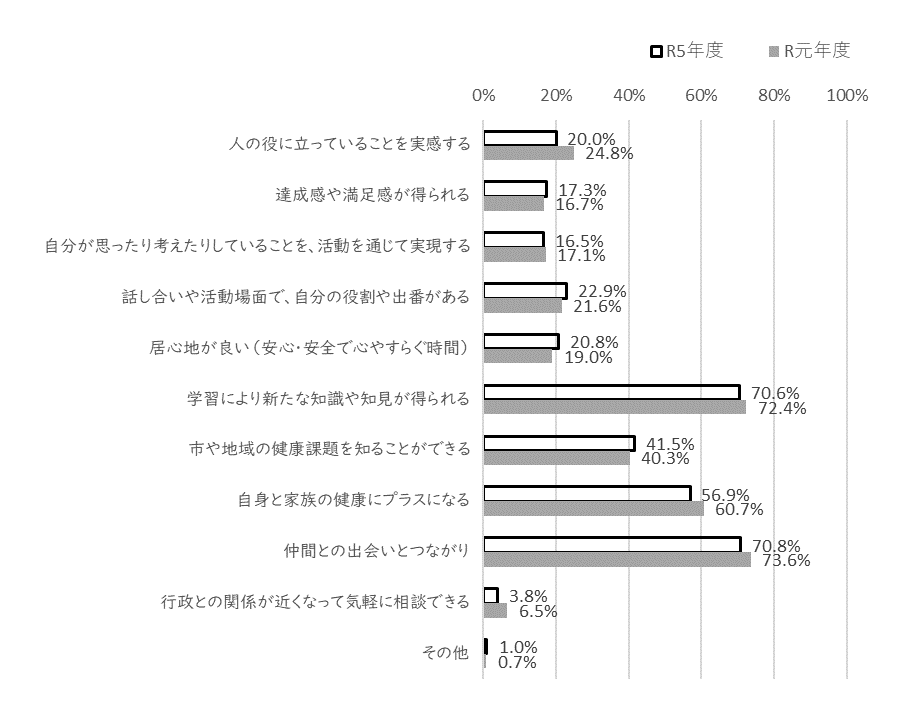 R5年度 R元年度
0% 20% 40% 60% 80% 100%
人の役に立っていることを実感する 20.0%
24.8%
達成感や満足感が得られる 17.3%
16.7%
自分が思ったり考えたりしていることを、活動を通じて実現する 16.5%
17.1%
話し合いや活動場面で、自分の役割や出番がある 22.9%
21.6%
居心地が良い（安心・安全で心やすらぐ時間） 20.8%
19.0%
学習により新たな知識や知見が得られる 70.6%
72.4%
市や地域の健康課題を知ることができる 41.5%
40.3%
自身と家族の健康にプラスになる 56.9%
60.7%
仲間との出会いとつながり 70.8%
73.6%
行政との関係が近くなって気軽に相談できる 3.8%
6.5%
その他 1.0%
0.7%